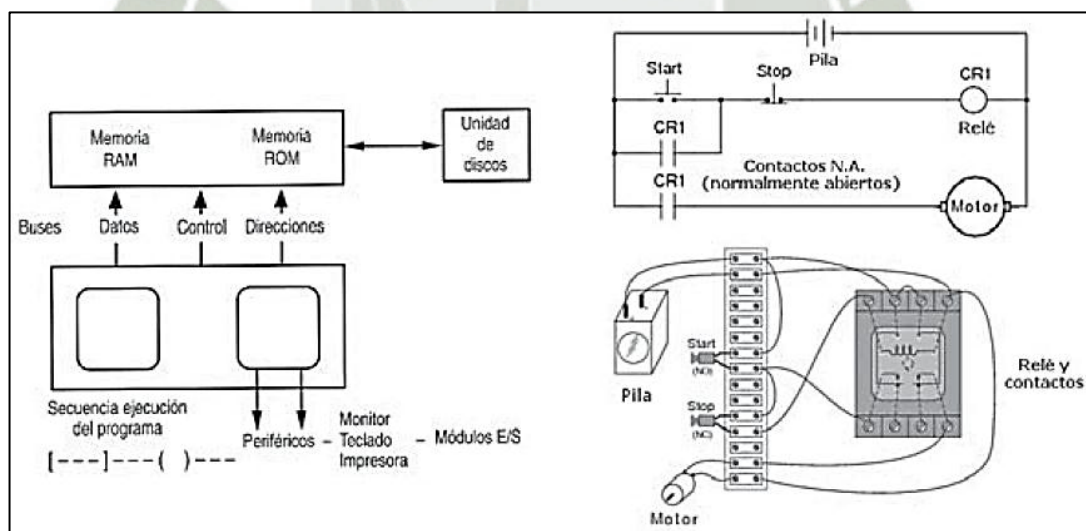 Memoria
RAM
Memoria
ROM
Unidad
de
discos
Buses
Datos
Control
Direcciones
Secuencia ejecución
del programa
[---]---( )---
Periféricos – Monitor
Teclado – Módulos E/S
Impresora
Pila
Start
Stop
CR1
Relé
CR1
Contactos N.A.
(normalmente abiertos)
CR1
Motor
Pila
Start
(NO)
Stop
(NC)
Motor
Relé y
contactos